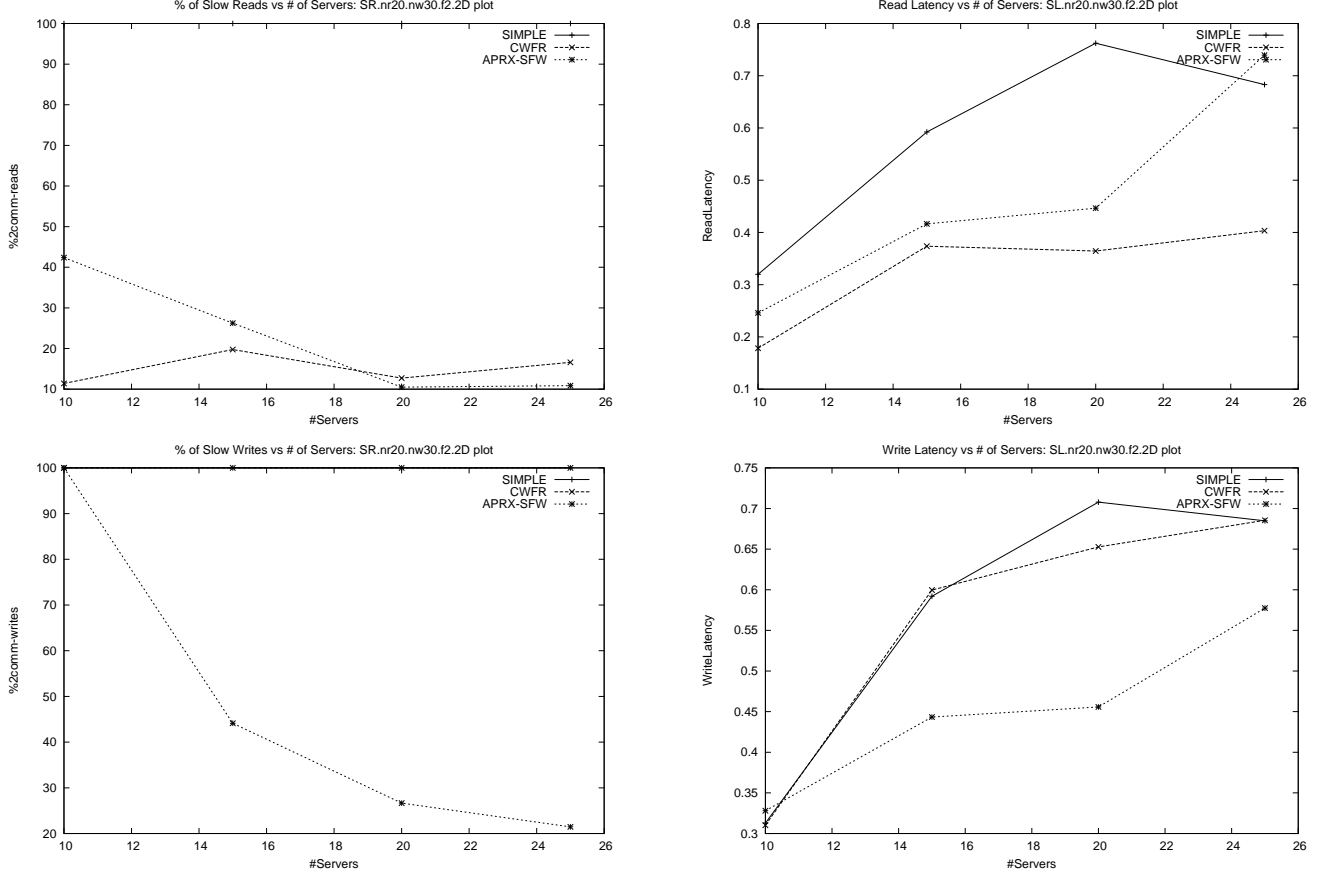 % of Slow Reads vs # of Servers: SR.nr20.nw30.f2.2D plot
100
90
80
70
60
50
40
30
20
10
%2comm-reads
10 12 14 16 18 20 22 24 26
#Servers
SIMPLE
CWFR
APRX-SFW
Read Latency vs # of Servers: SL.nr20.nw30.f2.2D plot
0.8
0.7
0.6
0.5
0.4
0.3
0.2
0.1
ReadLatency
10 12 14 16 18 20 22 24 26
#Servers
SIMPLE
CWFR
APRX-SFW
% of Slow Writes vs # of Servers: SR.nr20.nw30.f2.2D plot
100
90
80
70
60
50
40
30
20
%2comm-writes
10 12 14 16 18 20 22 24 26
#Servers
SIMPLE
CWFR
APRX-SFW
Write Latency vs # of Servers: SL.nr20.nw30.f2.2D plot
0.75
0.7
0.65
0.6
0.55
0.5
0.45
0.4
0.35
0.3
WriteLatency
10 12 14 16 18 20 22 24 26
#Servers
SIMPLE
CWFR
APRX-SFW